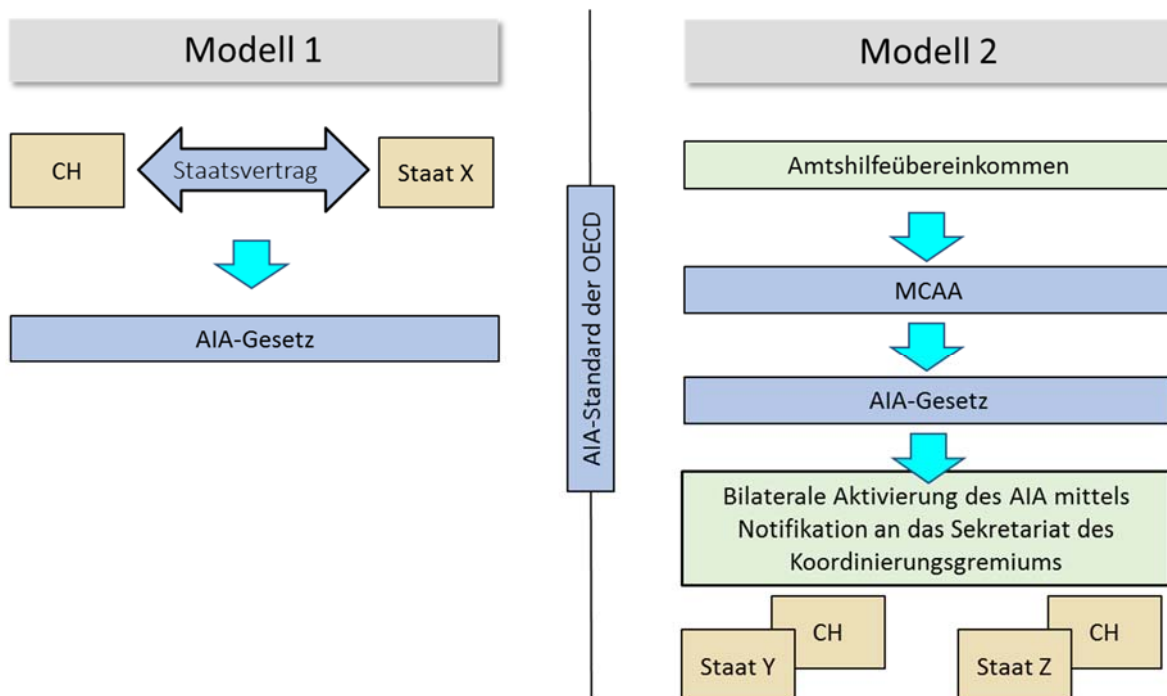 Modell 1
CH
Staatsvertrag
Staat X
AIA-Gesetz
AIA-Standard der OECD
Modell 2
Amtshilfeübereinkommen
MCAA
AIA-Gesetz
Bilaterale Aktivierung des AIA mittels
Notifikation an das Sekretariat des
Koordinierungsgremiums
CH
Staat Y
CH
Staat Z